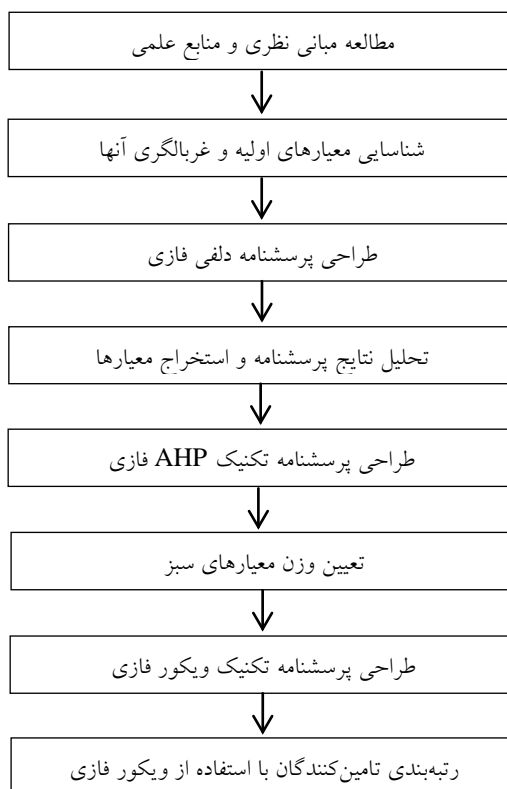 مطالعه مبانی نظری و منابع علمی
شناسایی معیارهای اولیه و غربالگری آنها
طراحی پرسشنامه دلفی فازی
تحلیل نتایج پرسشنامه و استخراج معیارها
طراحی پرسشنامه تکنیک AHP فازی
تعیین وزن معیارهای سبز
طراحی پرسشنامه تکنیک ویکور فازی
رتبه‌بندی تامین‌کنندگان با استفاده از ویکور فازی